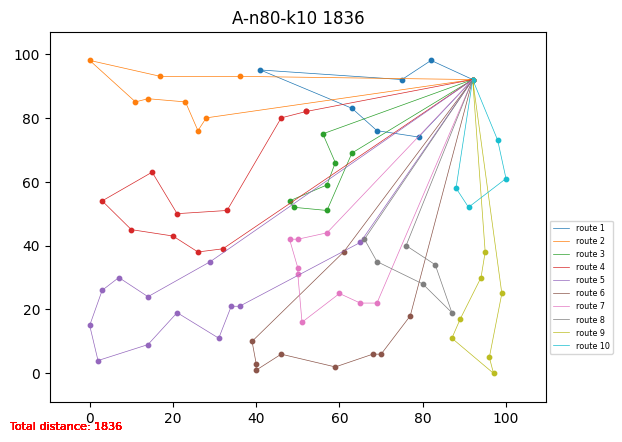 A-n80-k10 1836
100
80
60
40
20
0
0 20 40 60 80 100
route 1
route 2
route 3
route 4
route 5
route 6
route 7
route 8
route 9
route 10
Total distance: 1836